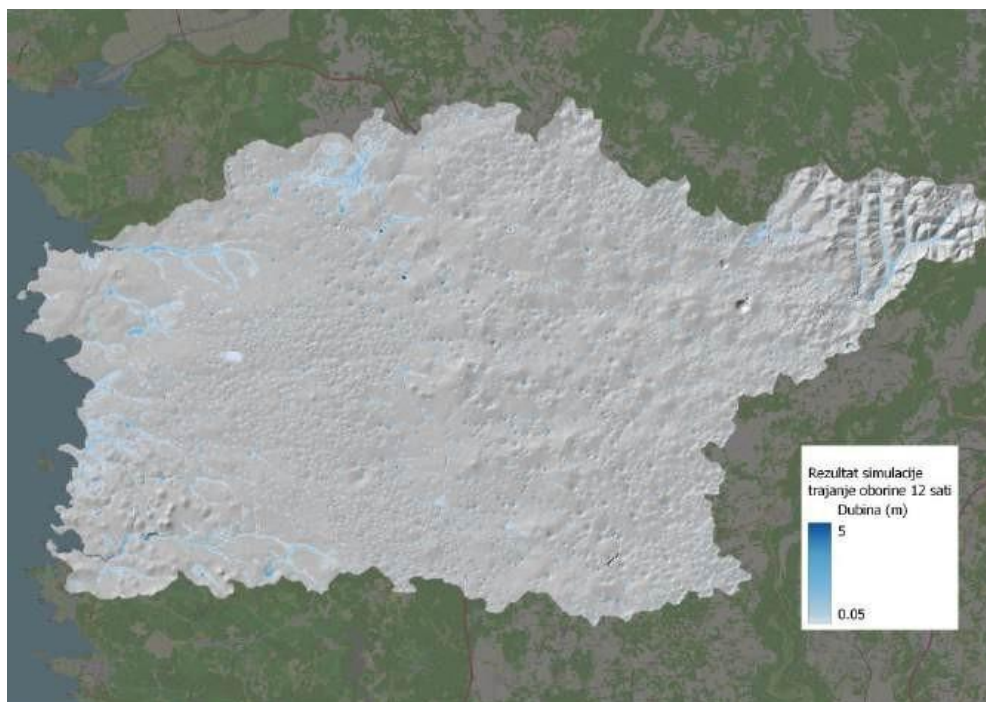 Rezultat simulacije
trajanje oborine 12 sati
Dubina (m)
5
0.05